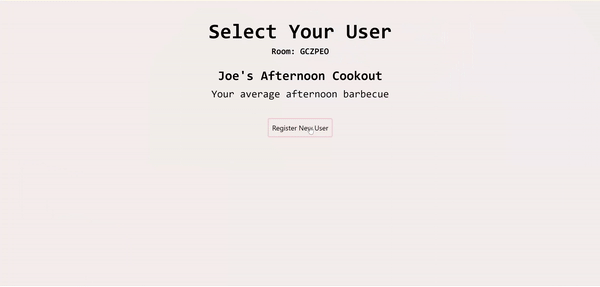 Select Your User
Room: GCZPEO
Joe's Afternoon Cookout
Your average afternoon barbecue
Register New User